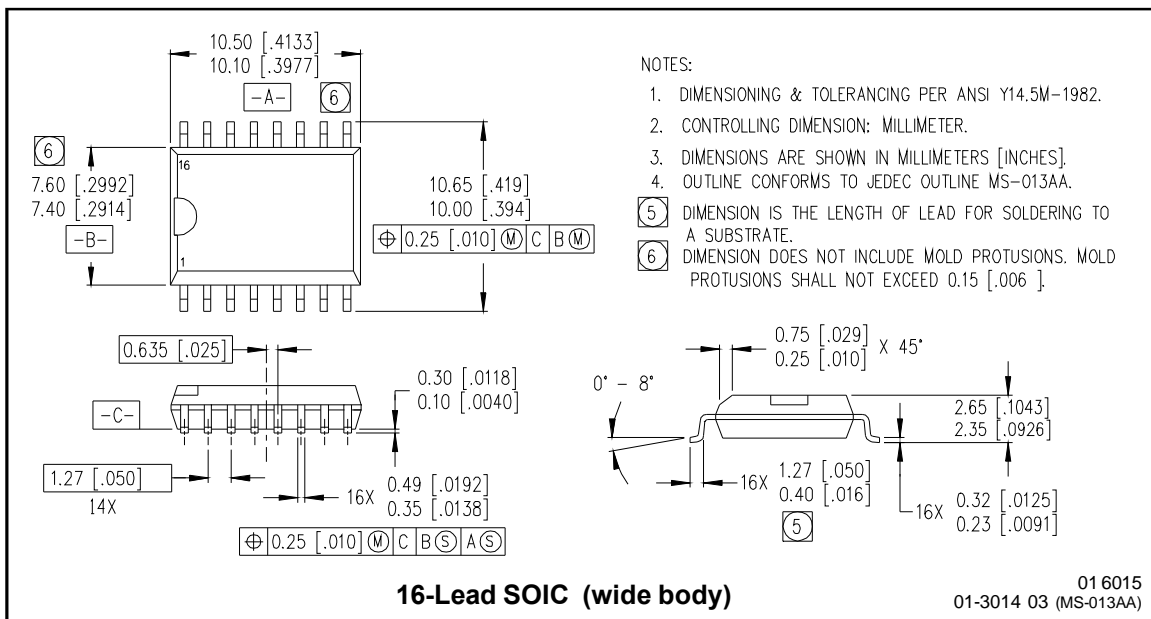 10.50 [.4133]
10.10 [.3977]
-A-
6
6
7.60 [.2992]
7.40 [.2914]
-B-
16
1
10.65 [.419]
10.00 [.394]
⌖ 0.25 [.010] Ⓜ C B Ⓜ
NOTES:
1. DIMENSIONING & TOLERANCING PER ANSI Y14.5M-1982.
2. CONTROLLING DIMENSION: MILLIMETER.
3. DIMENSIONS ARE SHOWN IN MILLIMETERS [INCHES].
4. OUTLINE CONFORMS TO JEDEC OUTLINE MS-013AA.
5 DIMENSION IS THE LENGTH OF LEAD FOR SOLDERING TO
A SUBSTRATE.
6 DIMENSION DOES NOT INCLUDE MOLD PROTUSIONS. MOLD
PROTUSIONS SHALL NOT EXCEED 0.15 [.006 ].
0.635 [.025]
-C-
0.30 [.0118]
0.10 [.0040]
1.27 [.050]
14X
16X 0.49 [.0192]
0.35 [.0138]
⌖ 0.25 [.010] Ⓜ C B Ⓢ A Ⓢ
0.75 [.029]
0.25 [.010]
X 45°
0° - 8°
2.65 [.1043]
2.35 [.0926]
16X 1.27 [.050]
0.40 [.016]
5
16X 0.32 [.0125]
0.23 [.0091]
16-Lead SOIC (wide body)
01 6015
01-3014 03 (MS-013AA)